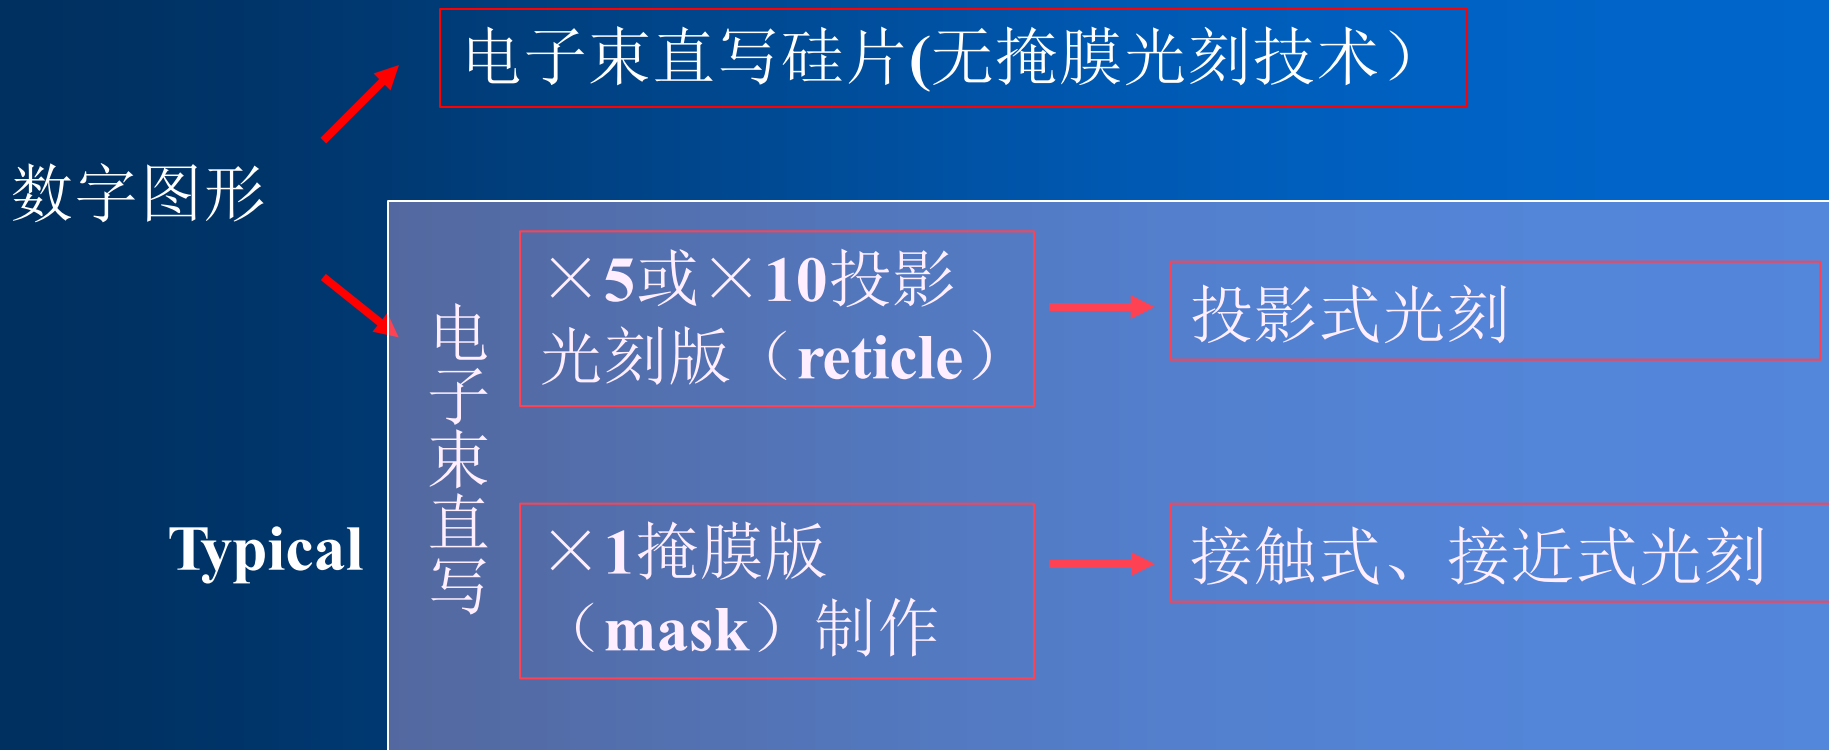 电子束直写硅片(无掩膜光刻技术）
数字图形
电子束直写
×5或×10投影
光刻版（reticle）
投影式光刻
Typical
×1掩膜版
（mask）制作
接触式、接近式光刻